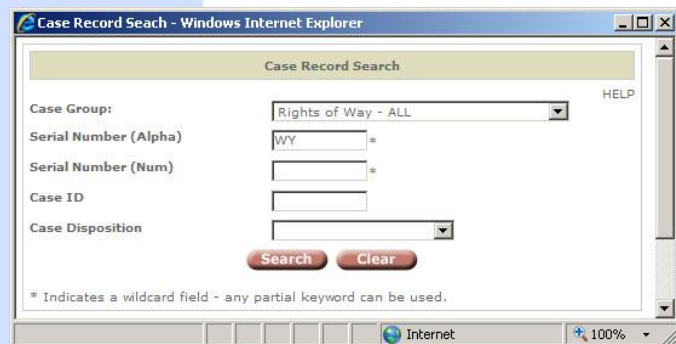 Case Record Seach - Windows Internet Explorer
Case Record Search
HELP
Case Group: Rights of Way - ALL
Serial Number (Alpha) WY *
Serial Number (Num) *
Case ID
Case Disposition
Search Clear
* Indicates a wildcard field - any partial keyword can be used.
Internet 100%